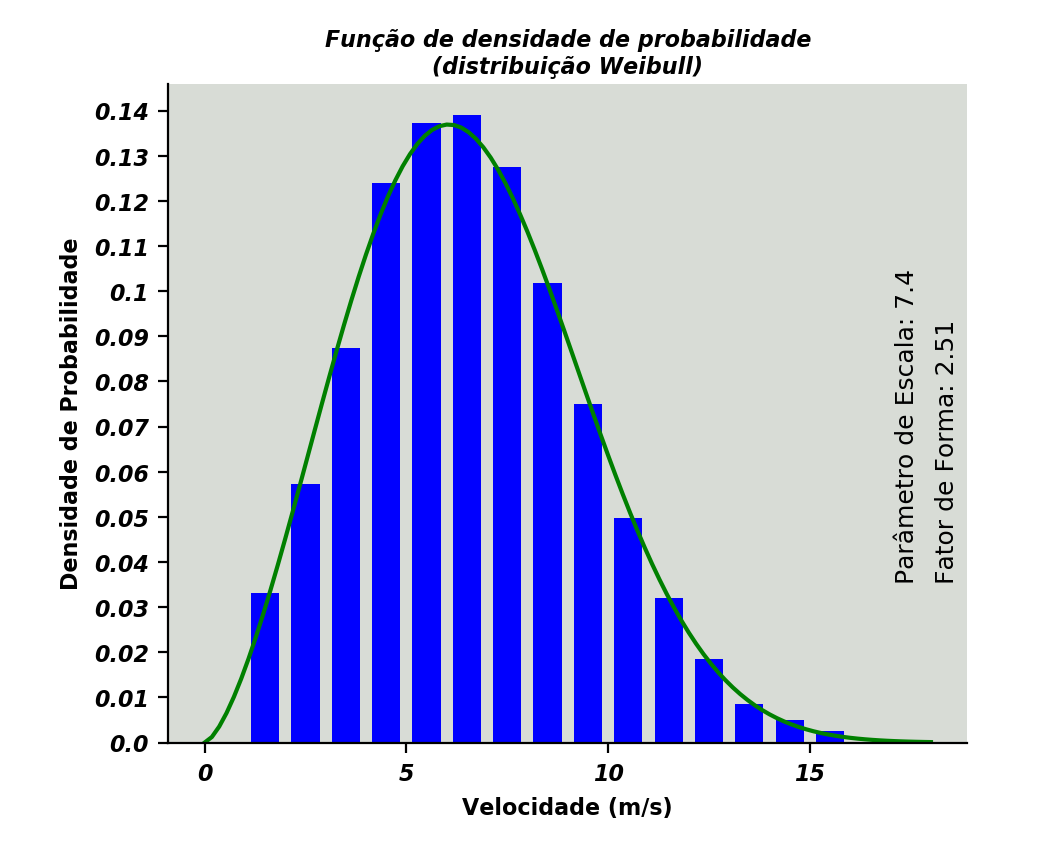 Função de densidade de probabilidade
(distribuição Weibull)
Densidade de Probabilidade
0.14
0.13
0.12
0.11
0.1
0.09
0.08
0.07
0.06
0.05
0.04
0.03
0.02
0.01
0.0
Parâmetro de Escala: 7.4
Fator de Forma: 2.51
0 5 10 15
Velocidade (m/s)